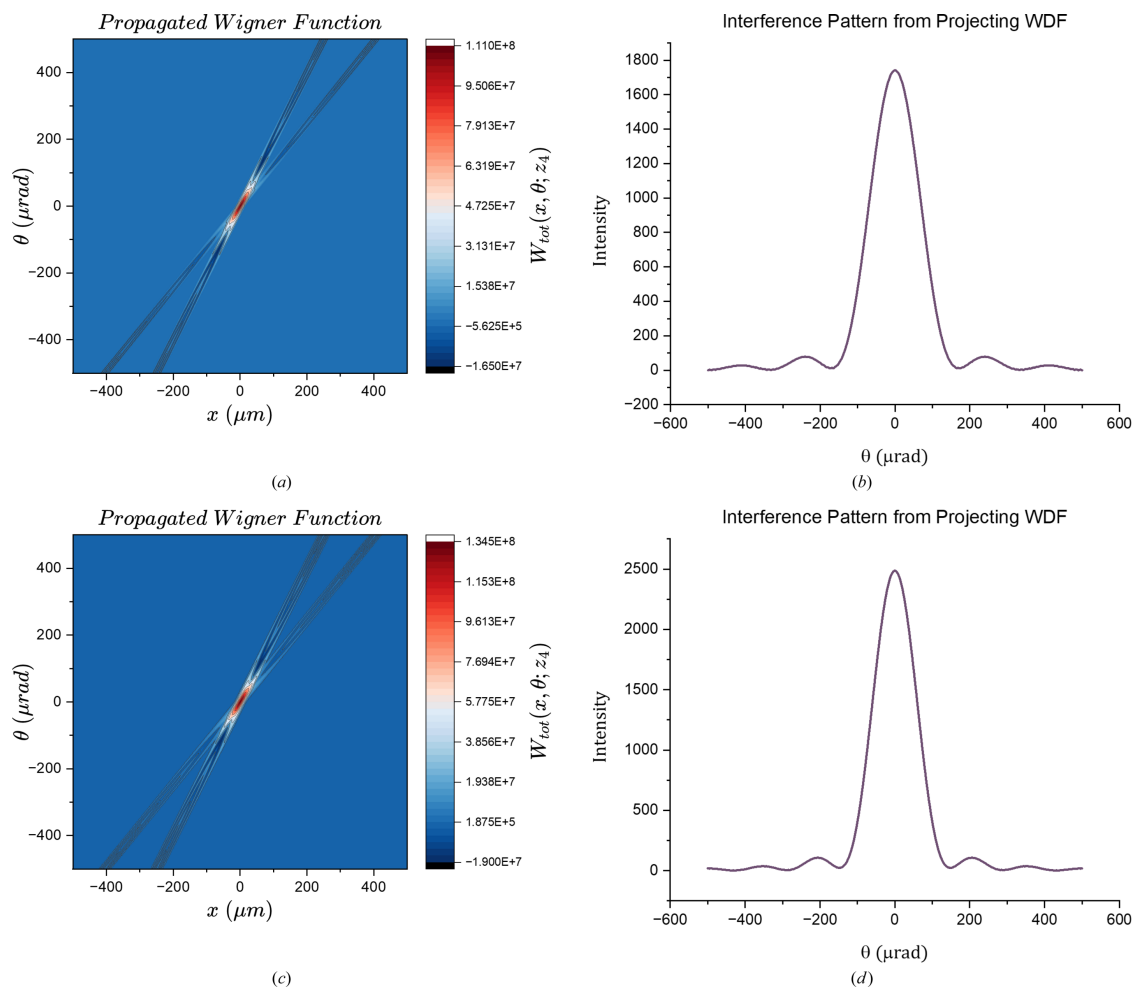 Propagated Wigner Function
400
200
0
−200
−400
θ (μrad)
−400 −200 0 200 400
x (μm)
1.110E+8
9.506E+7
7.913E+7
6.319E+7
4.725E+7
3.131E+7
1.538E+7
−5.625E+5
−1.650E+7
W_tot(x, θ; z_4)
(a)
Interference Pattern from Projecting WDF
1800
1600
1400
1200
1000
800
600
400
200
0
−200
Intensity
−600 −400 −200 0 200 400 600
θ (μrad)
(b)
Propagated Wigner Function
400
200
0
−200
−400
θ (μrad)
−400 −200 0 200 400
x (μm)
1.345E+8
1.153E+8
9.613E+7
7.694E+7
5.775E+7
3.856E+7
1.938E+7
1.875E+5
−1.900E+7
W_tot(x, θ; z_4)
(c)
Interference Pattern from Projecting WDF
2500
2000
1500
1000
500
0
Intensity
−600 −400 −200 0 200 400 600
θ (μrad)
(d)